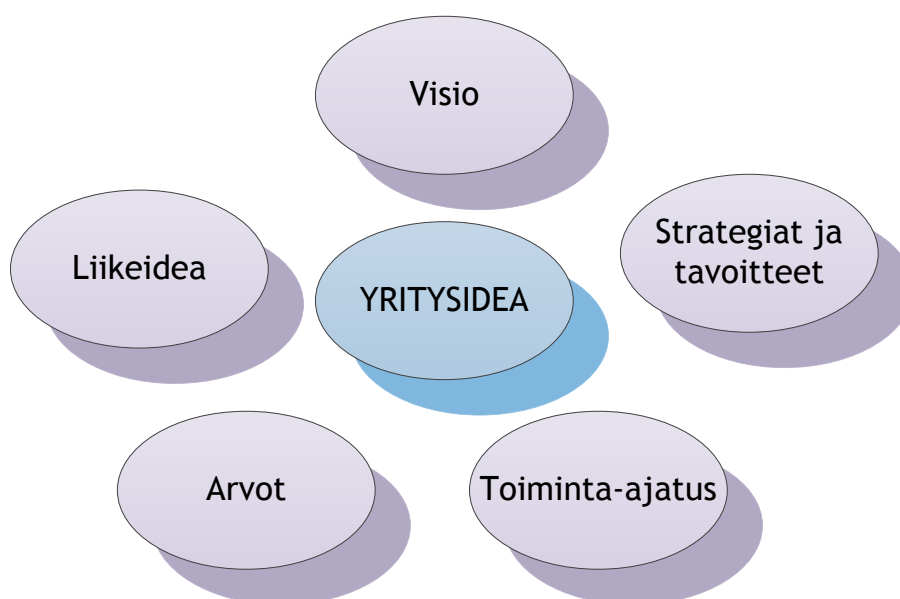 Visio
Strategiat ja
tavoitteet
Liikeidea
YRITYSIDEA
Arvot
Toiminta-ajatus